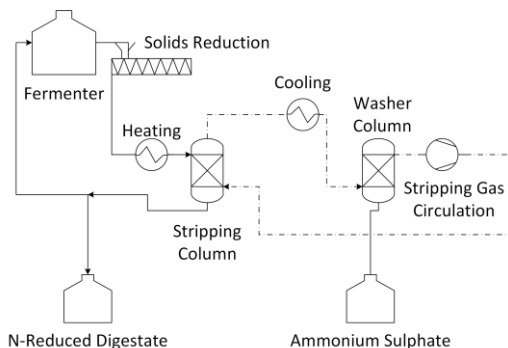 Solids Reduction
Fermenter
Cooling
Washer
Column
Heating
Stripping Gas
Circulation
Stripping
Column
N-Reduced Digestate
Ammonium Sulphate